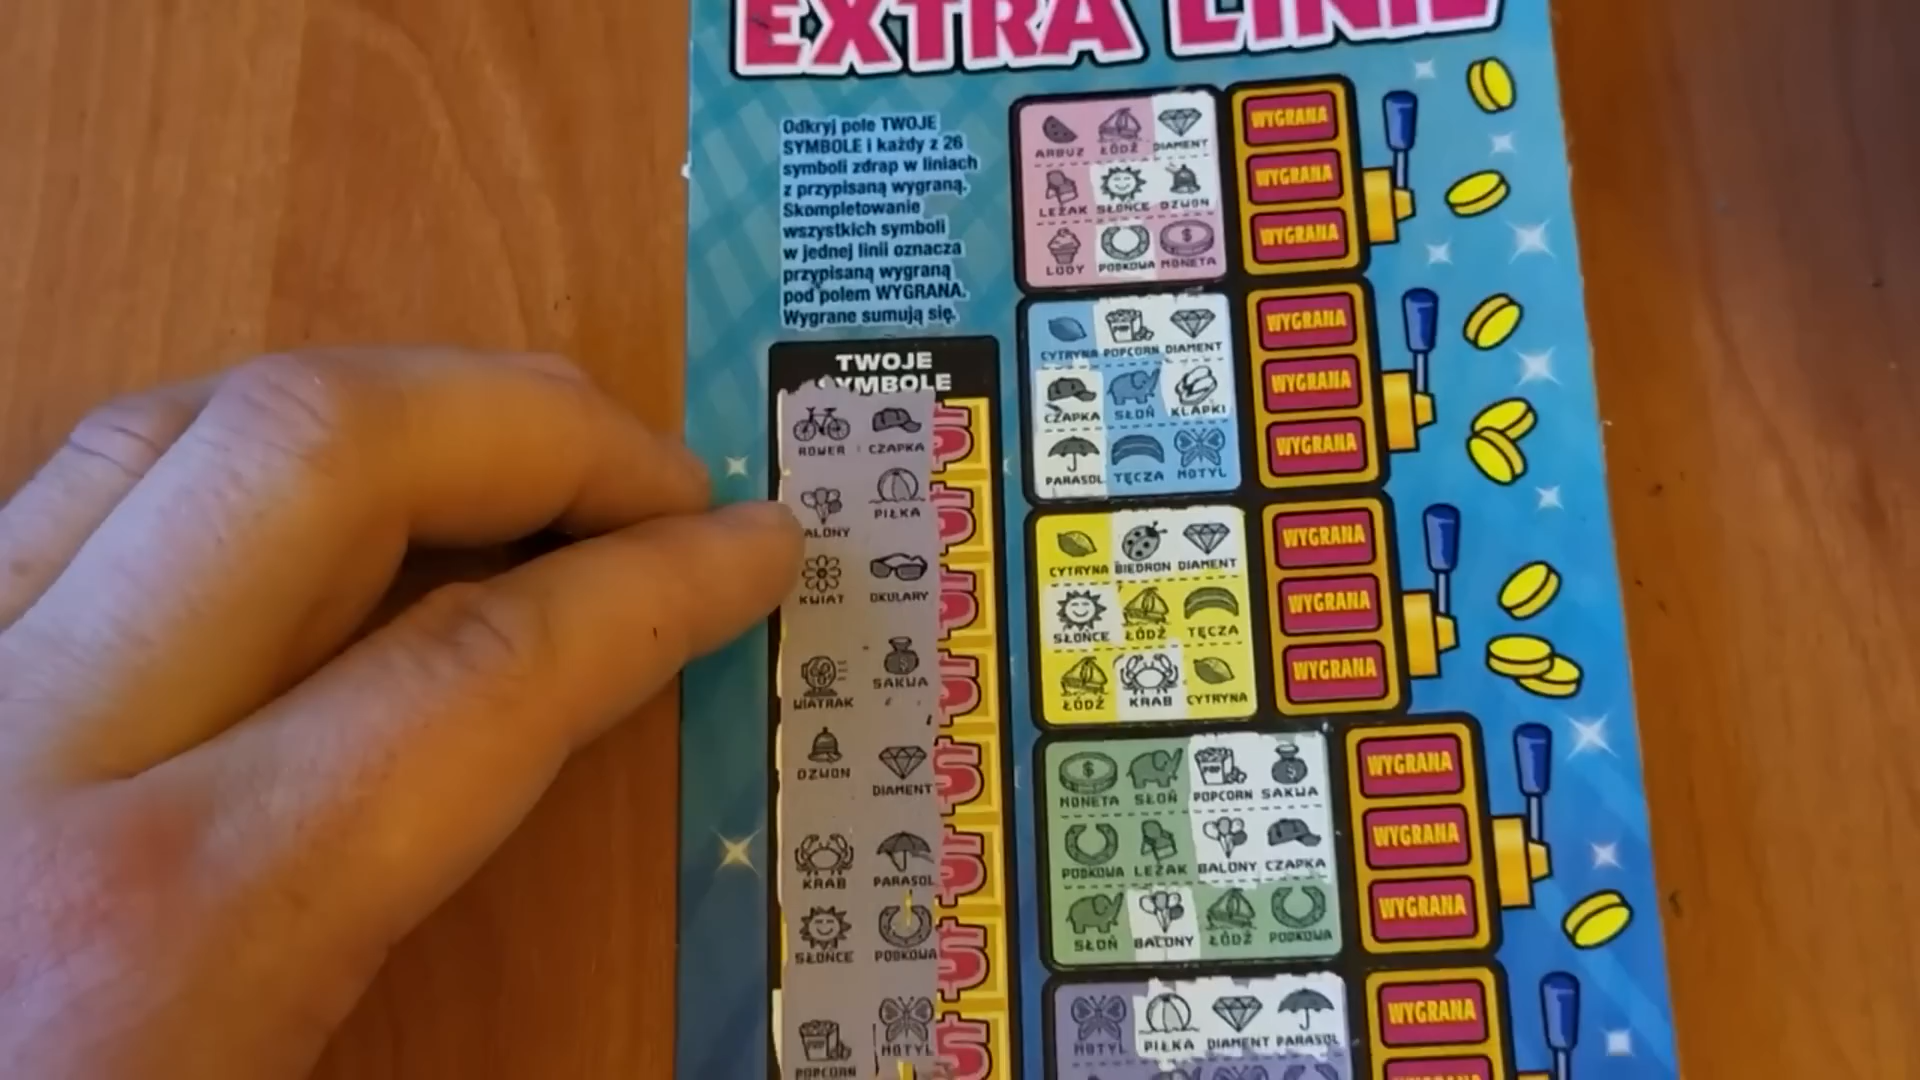 EXTRA LINIE
Odkryj pole TWOJE
SYMBOLE i każdy z 26
symboli zdrap w liniach
z przypisaną wygraną.
Skompletowanie
wszystkich symboli
w jednej linii oznacza
przypisaną wygraną
pod polem WYGRANA.
Wygrane sumują się.
TWOJE
SYMBOLE
ROWER CZAPKA
BALONY PIŁKA
KWIAT OKULARY
WIATRAK SAKWA
DZWON DIAMENT
KRAB PARASOL
SŁOŃCE PODKOWA
POPCORN MOTYL
ARBUZ ŁÓDŹ DIAMENT WYGRANA
LEŻAK SŁOŃCE DZWON WYGRANA
LODY PODKOWA MONETA WYGRANA
CYTRYNA POPCORN DIAMENT WYGRANA
CZAPKA SŁOŃ KLAPKI WYGRANA
PARASOL TĘCZA MOTYL WYGRANA
CYTRYNA BIEDRON DIAMENT WYGRANA
SŁOŃCE ŁÓDŹ TĘCZA WYGRANA
ŁÓDŹ KRAB CYTRYNA WYGRANA
MONETA SŁOŃ POPCORN SAKWA WYGRANA
PODKOWA LEŻAK BALONY CZAPKA WYGRANA
SŁOŃ BALONY ŁÓDŹ PODKOWA WYGRANA
MOTYL PIŁKA DIAMENT PARASOL WYGRANA